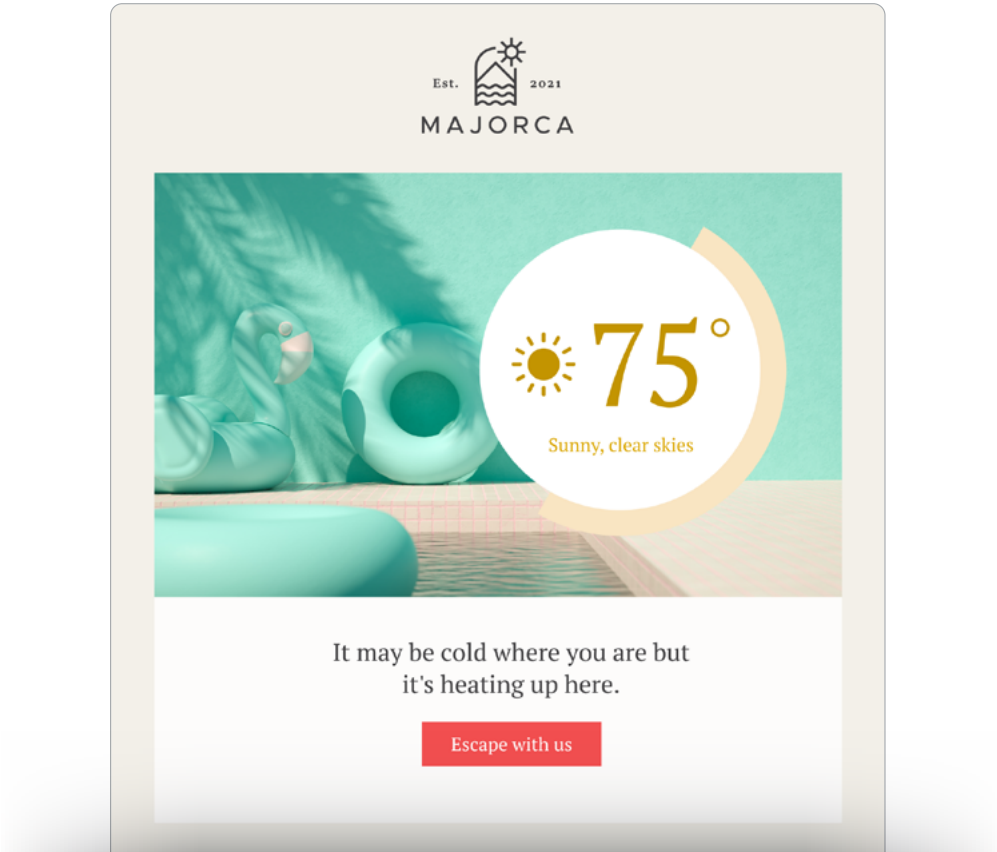 Est. 2021
MAJORCA
75°
Sunny, clear skies
It may be cold where you are but
it's heating up here.
Escape with us